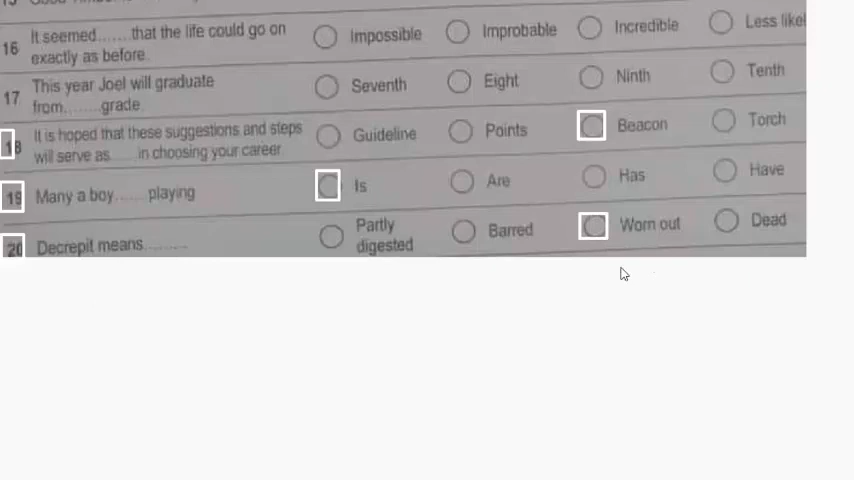 16 It seemed.......that the life could go on exactly as before. Impossible Improbable Incredible
17 This year Joel will graduate from........grade. Seventh Eight Ninth Tenth
18 It is hoped that these suggestions and steps will serve as......in choosing your career Guideline Points Beacon Torch
19 Many a boy......playing Is Are Has Have
20 Decrepit means......... Partly digested Barred Worn out Dead